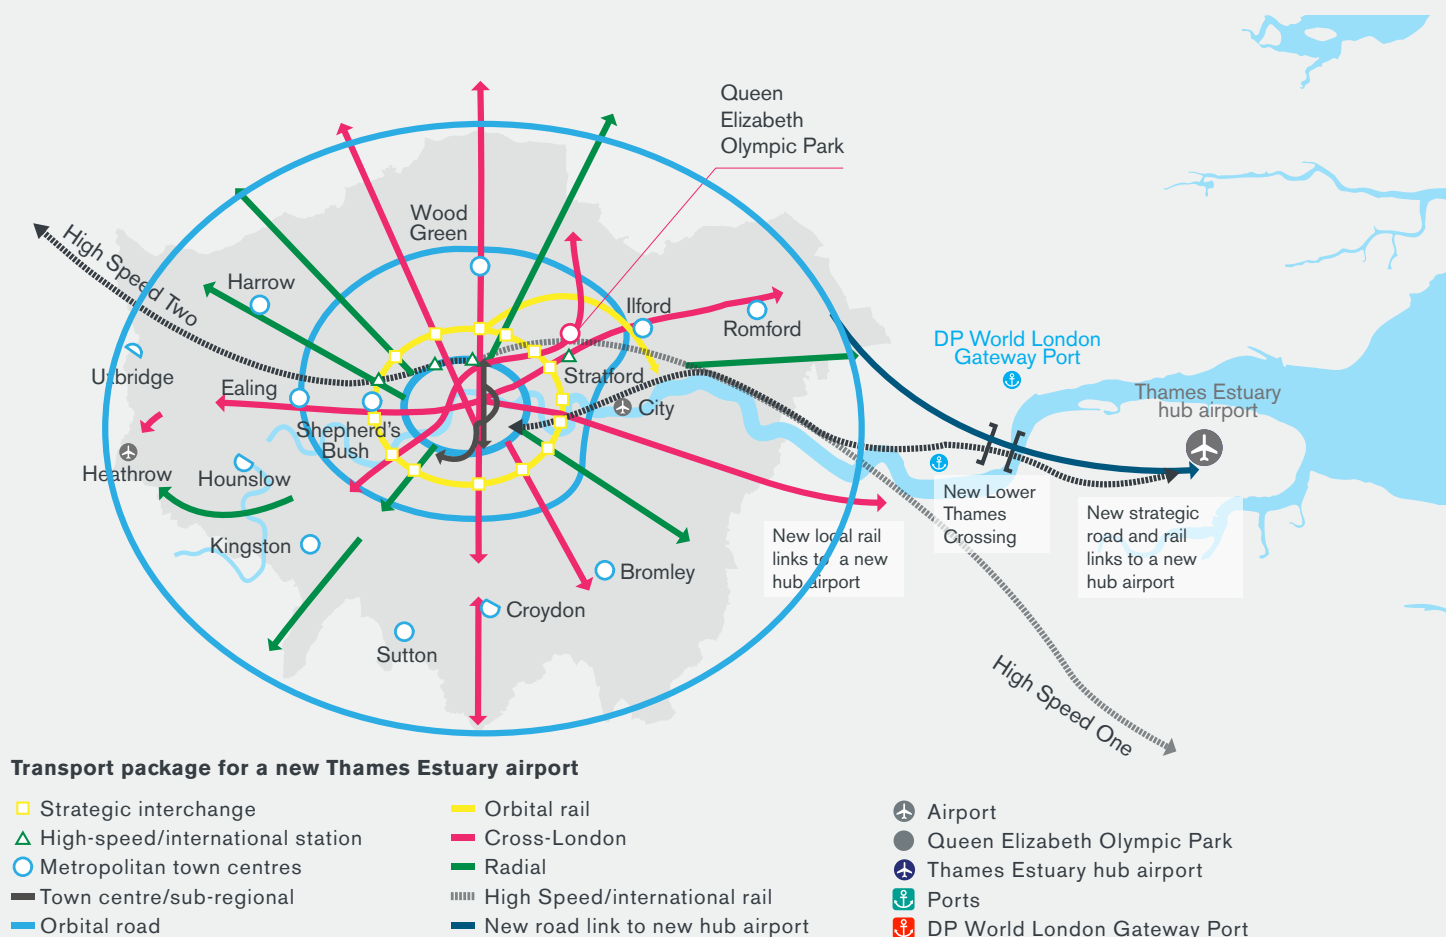 Queen
Elizabeth
Olympic Park
Wood
Green
High Speed Two
Harrow
Ilford
Romford
DP World London
Gateway Port
Uxbridge
Ealing
Stratford
Thames Estuary
hub airport
City
Shepherd's
Bush
Heathrow
Hounslow
New Lower
Thames
Crossing
New strategic
road and rail
links to a new
hub airport
New local rail
links to a new
hub airport
Kingston
Bromley
Croydon
Sutton
High Speed One
Transport package for a new Thames Estuary airport
Strategic interchange
High-speed/international station
Metropolitan town centres
Town centre/sub-regional
Orbital road
Orbital rail
Cross-London
Radial
High Speed/international rail
New road link to new hub airport
Airport
Queen Elizabeth Olympic Park
Thames Estuary hub airport
Ports
DP World London Gateway Port